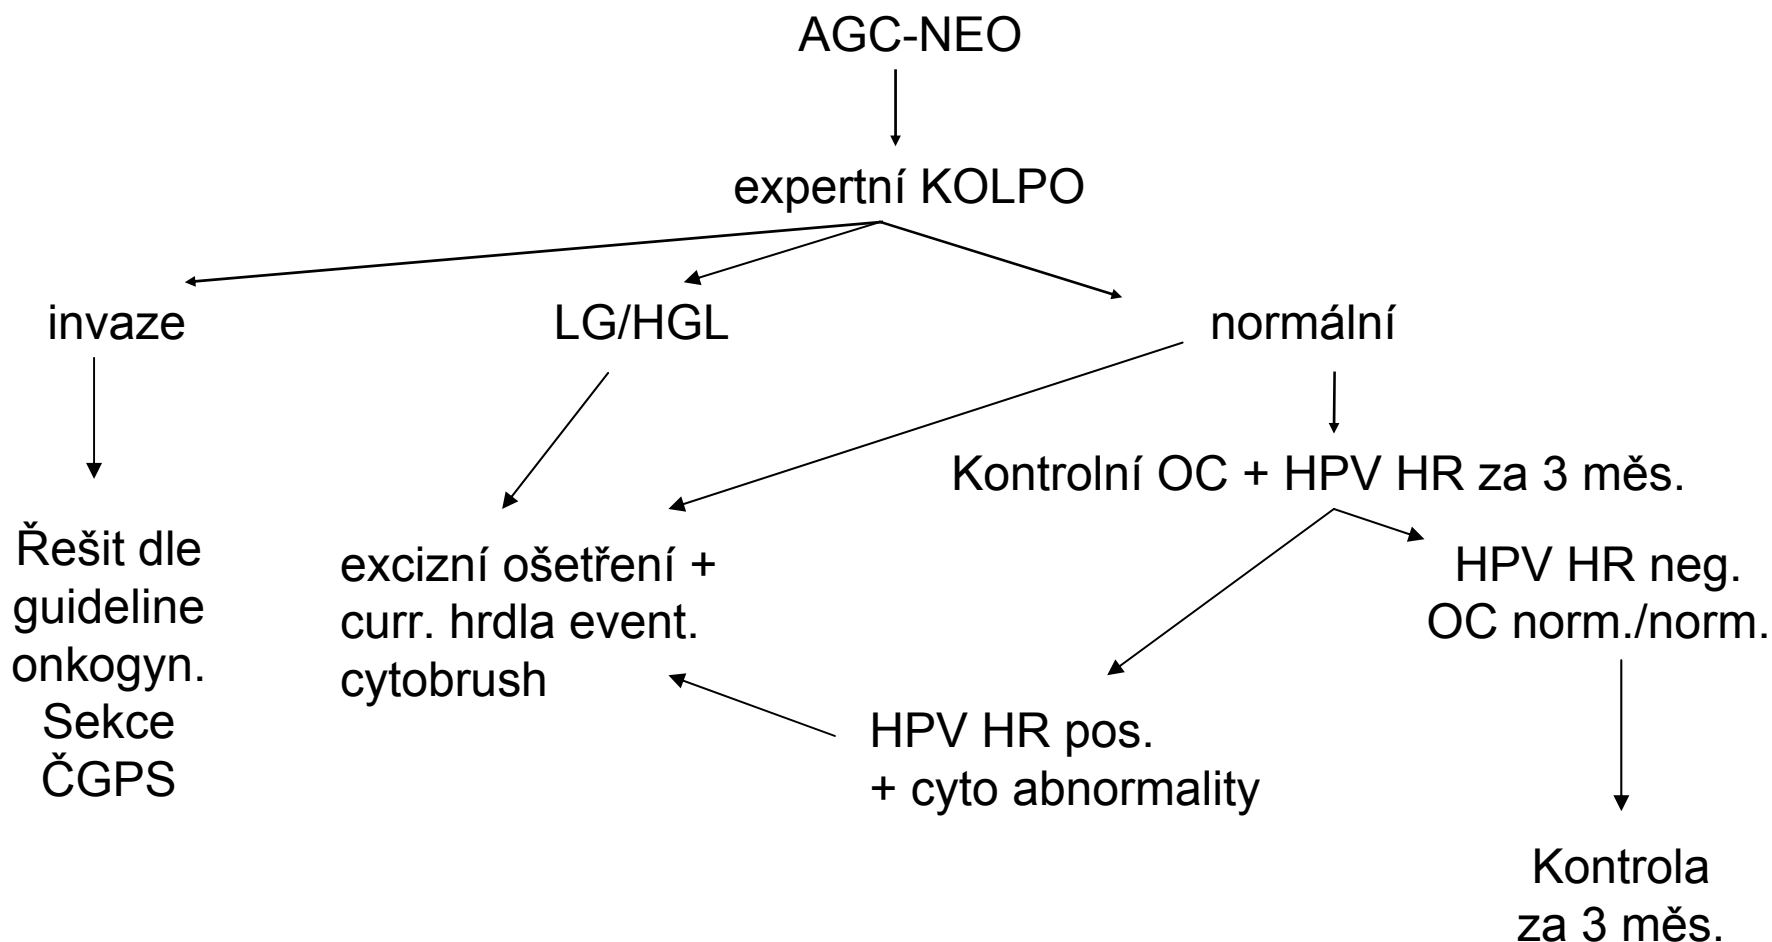 AGC-NEO
expertní KOLPO
invaze
LG/HGL
normální
Kontrolní OC + HPV HR za 3 měs.
Řešit dle
guideline
onkogyn.
Sekce
ČGPS
excizní ošetření +
curr. hrdla event.
cytobrush
HPV HR neg.
OC norm./norm.
HPV HR pos.
+ cyto abnormality
Kontrola
za 3 měs.